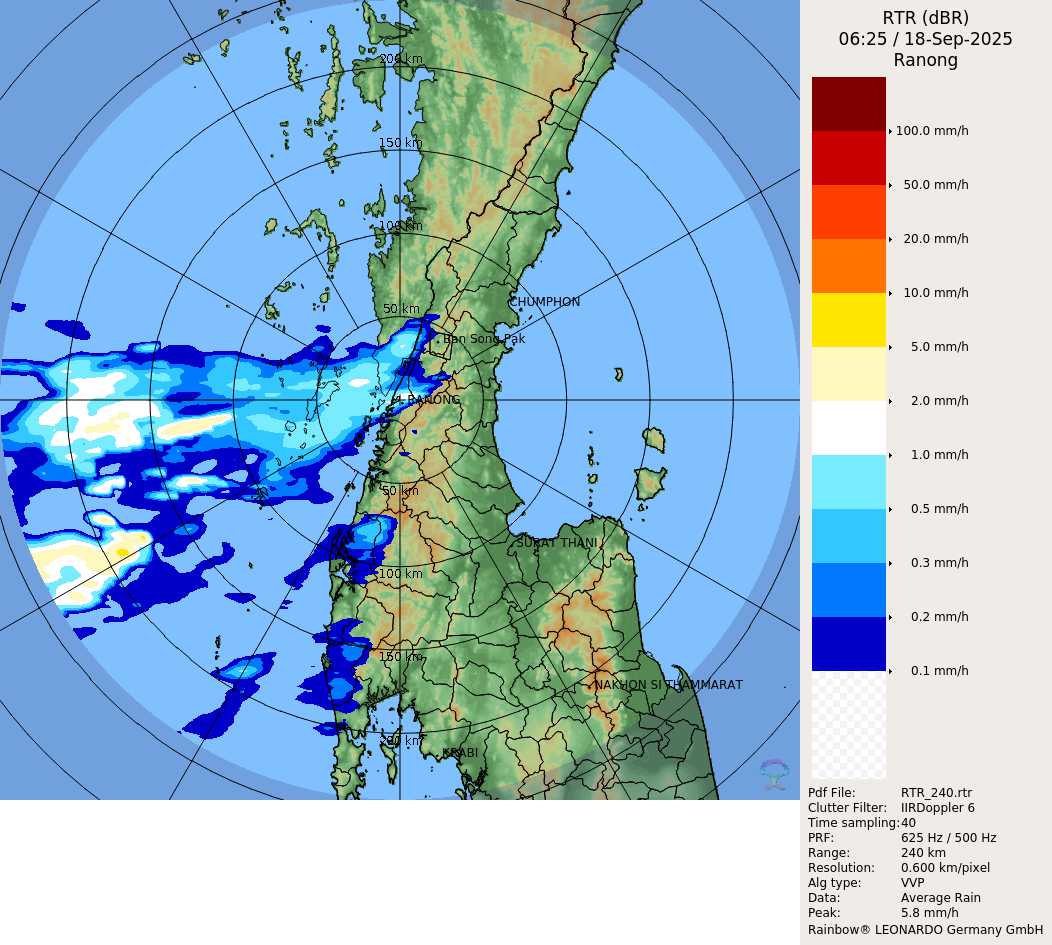 RTR (dBR)
06:25 / 18-Sep-2025
Ranong
200 km
150 km
100 km
50 km
CHUMPHON
Ban Song Pak
RANONG
50 km
SURAT THANI
100 km
150 km
NAKHON SI THAMMARAT
200 km
KRABI
100.0 mm/h
50.0 mm/h
20.0 mm/h
10.0 mm/h
5.0 mm/h
2.0 mm/h
1.0 mm/h
0.5 mm/h
0.3 mm/h
0.2 mm/h
0.1 mm/h
Pdf File: RTR_240.rtr
Clutter Filter: IIRDoppler 6
Time sampling:40
PRF: 625 Hz / 500 Hz
Range: 240 km
Resolution: 0.600 km/pixel
Alg type: VVP
Data: Average Rain
Peak: 5.8 mm/h
Rainbow® LEONARDO Germany GmbH